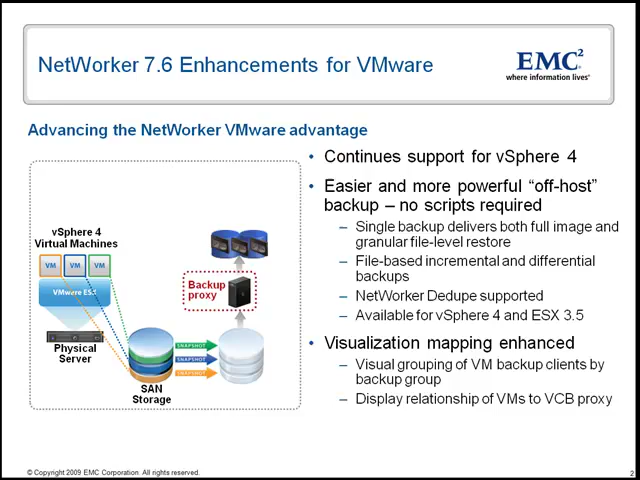 NetWorker 7.6 Enhancements for VMware
EMC²
where information lives®
Advancing the NetWorker VMware advantage
vSphere 4
Virtual Machines
VM VM VM
VMware ESX
Physical
Server
SAN
Storage
SNAPSHOT
SNAPSHOT
SNAPSHOT
Backup
proxy
• Continues support for vSphere 4
• Easier and more powerful “off-host”
backup – no scripts required
– Single backup delivers both full image and
granular file-level restore
– File-based incremental and differential
backups
– NetWorker Dedupe supported
– Available for vSphere 4 and ESX 3.5
• Visualization mapping enhanced
– Visual grouping of VM backup clients by
backup group
– Display relationship of VMs to VCB proxy
© Copyright 2009 EMC Corporation. All rights reserved.
2